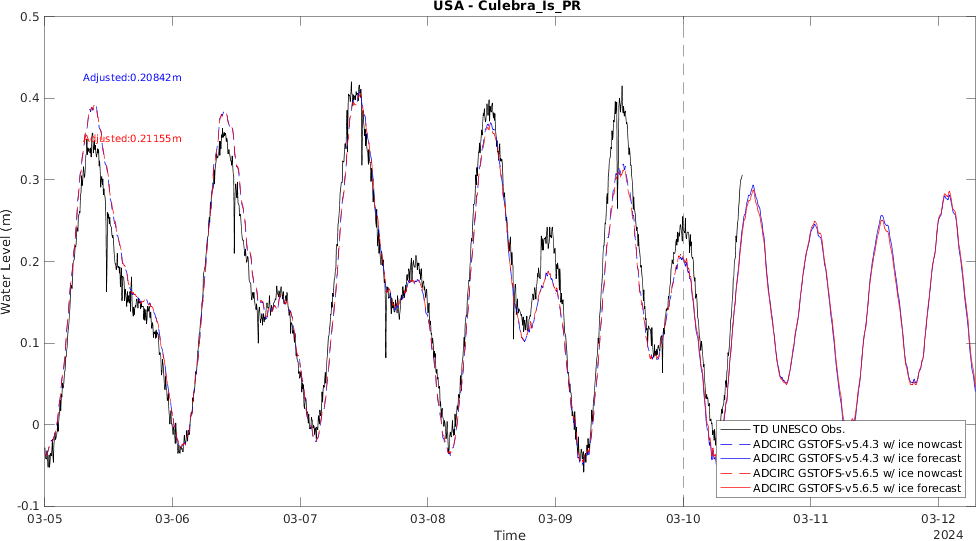 USA - Culebra_Is_PR
0.5
Adjusted:0.20842m
0.4
Adjusted:0.21155m
0.3
Water Level (m)
0.2
0.1
0
-0.1
TD UNESCO Obs.
ADCIRC GSTOFS-v5.4.3 w/ ice nowcast
ADCIRC GSTOFS-v5.4.3 w/ ice forecast
ADCIRC GSTOFS-v5.6.5 w/ ice nowcast
ADCIRC GSTOFS-v5.6.5 w/ ice forecast
03-05 03-06 03-07 03-08 03-09 03-10 03-11 03-12
Time
2024